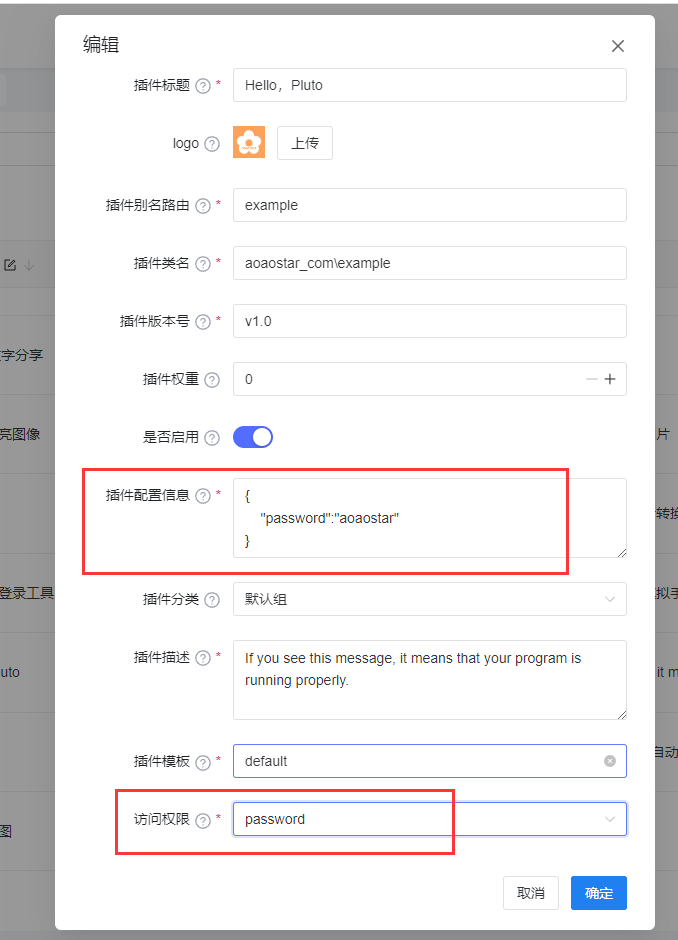 编辑
插件标题 ? * Hello，Pluto
logo ? 上传
插件别名路由 ? * example
插件类名 ? * aoaostar_com\example
插件版本号 ? * v1.0
插件权重 ? 0
是否启用 ?
插件配置信息 ? * {
"password":"aoaostar"
}
插件分类 ? 默认组
插件描述 ? * If you see this message, it means that your program is
running properly.
插件模板 ? * default
访问权限 ? * password
取消 确定
字分享
亮图像
登录工具
uto
图
片
转换
拟手
it m
自动